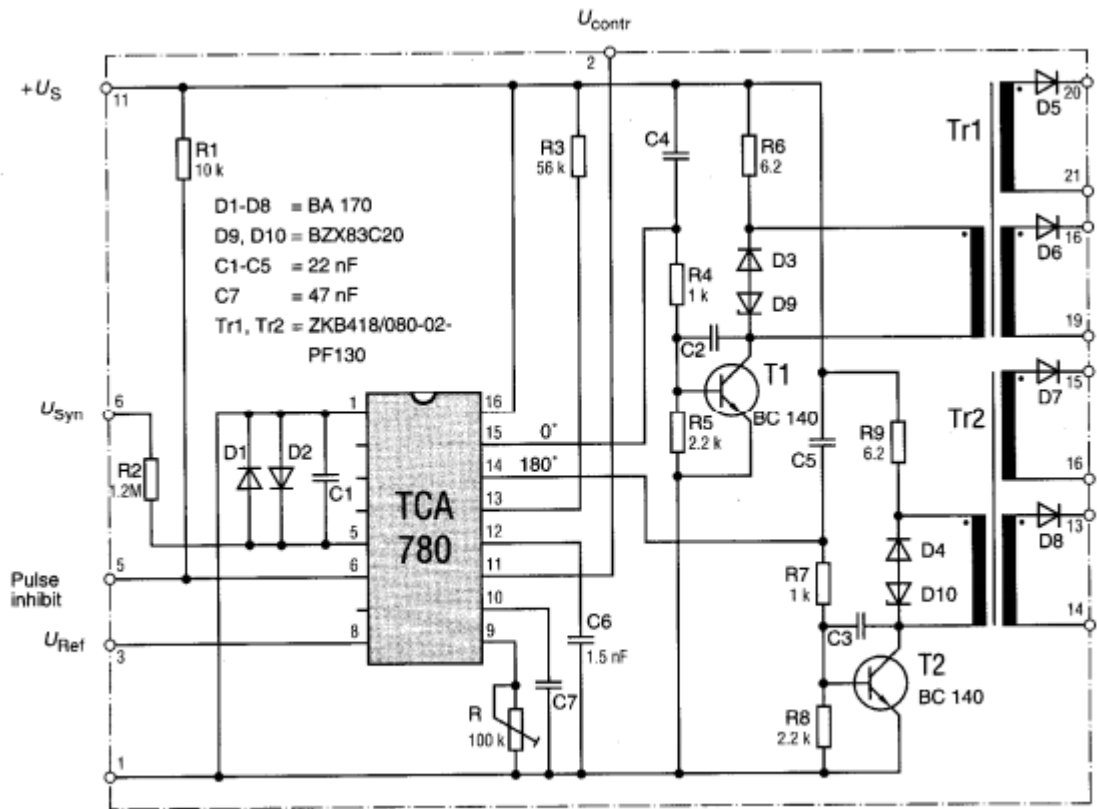 Ucontr
2
+US
11
R1
10 k
R3
56 k
C4
R6
6.2
D5
20
Tr1
21
D1-D8 = BA 170
D9, D10 = BZX83C20
C1-C5 = 22 nF
C7 = 47 nF
Tr1, Tr2 = ZKB418/080-02-
PF130
R4
1 k
D3
D9
D6
16
19
C2
T1
BC 140
R5
2.2 k
USyn
6
R2
1.2M
D1
D2
C1
1
5
6
8
TCA
780
16
15
14
13
12
11
10
9
0°
180°
C5
R9
6.2
Tr2
D7
15
16
D4
D10
D8
13
14
R7
1 k
C3
T2
BC 140
R8
2.2 k
Pulse
inhibit
5
URef
3
C6
1.5 nF
C7
R
100 k
1